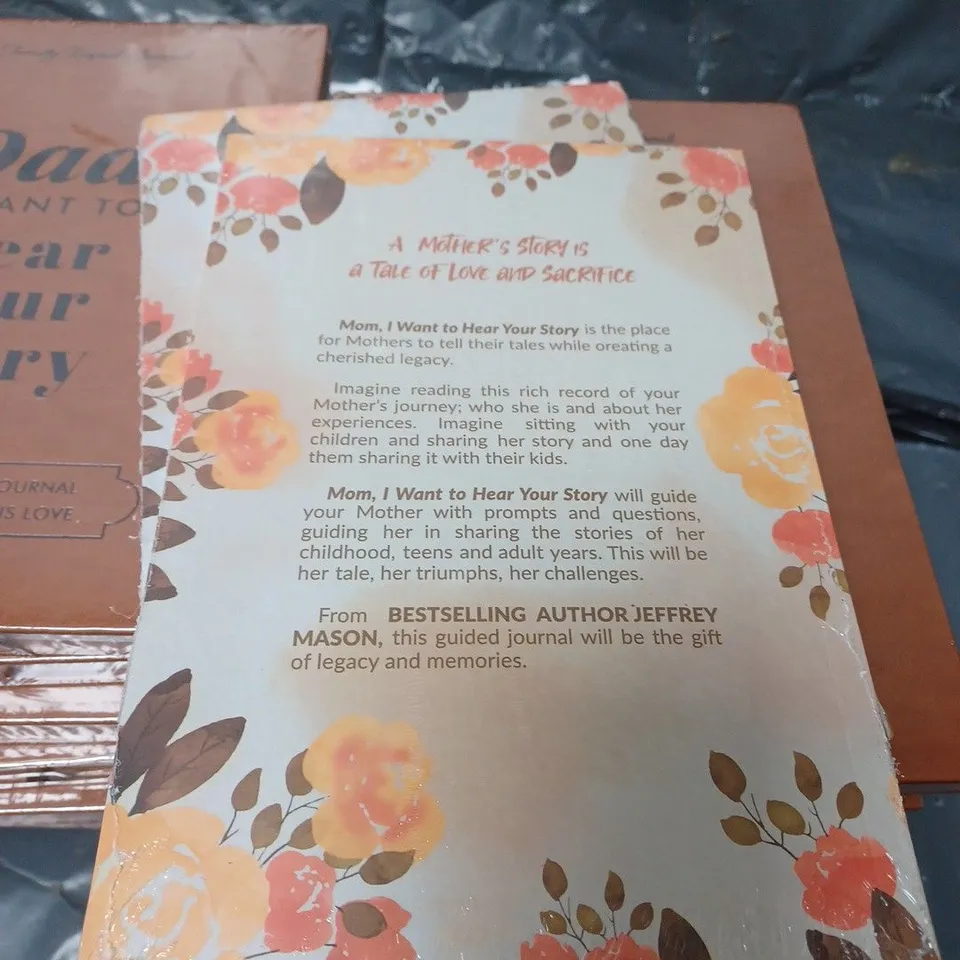 Dad
ANT TO
ear
ur
ry
OURNAL
IS LOVE
A MOTHER'S STORY IS
A TALE OF LOVE AND SACRIFICE
Mom, I Want to Hear Your Story is the place
for Mothers to tell their tales while creating a
cherished legacy.
Imagine reading this rich record of your
Mother's journey; who she is and about her
experiences. Imagine sitting with your
children and sharing her story and one day
them sharing it with their kids.
Mom, I Want to Hear Your Story will guide
your Mother with prompts and questions,
guiding her in sharing the stories of her
childhood, teens and adult years. This will be
her tale, her triumphs, her challenges.
From BESTSELLING AUTHOR JEFFREY
MASON, this guided journal will be the gift
of legacy and memories.